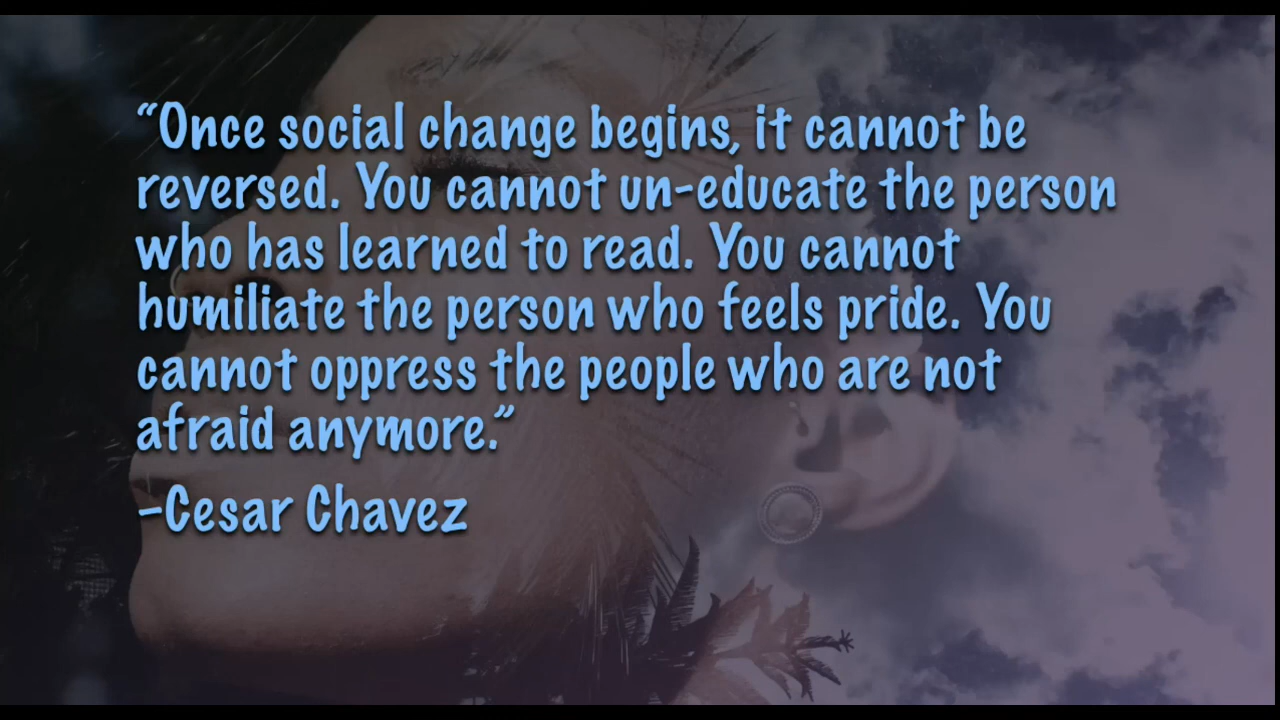 “Once social change begins, it cannot be
reversed. You cannot un-educate the person
who has learned to read. You cannot
humiliate the person who feels pride. You
cannot oppress the people who are not
afraid anymore.”
–Cesar Chavez